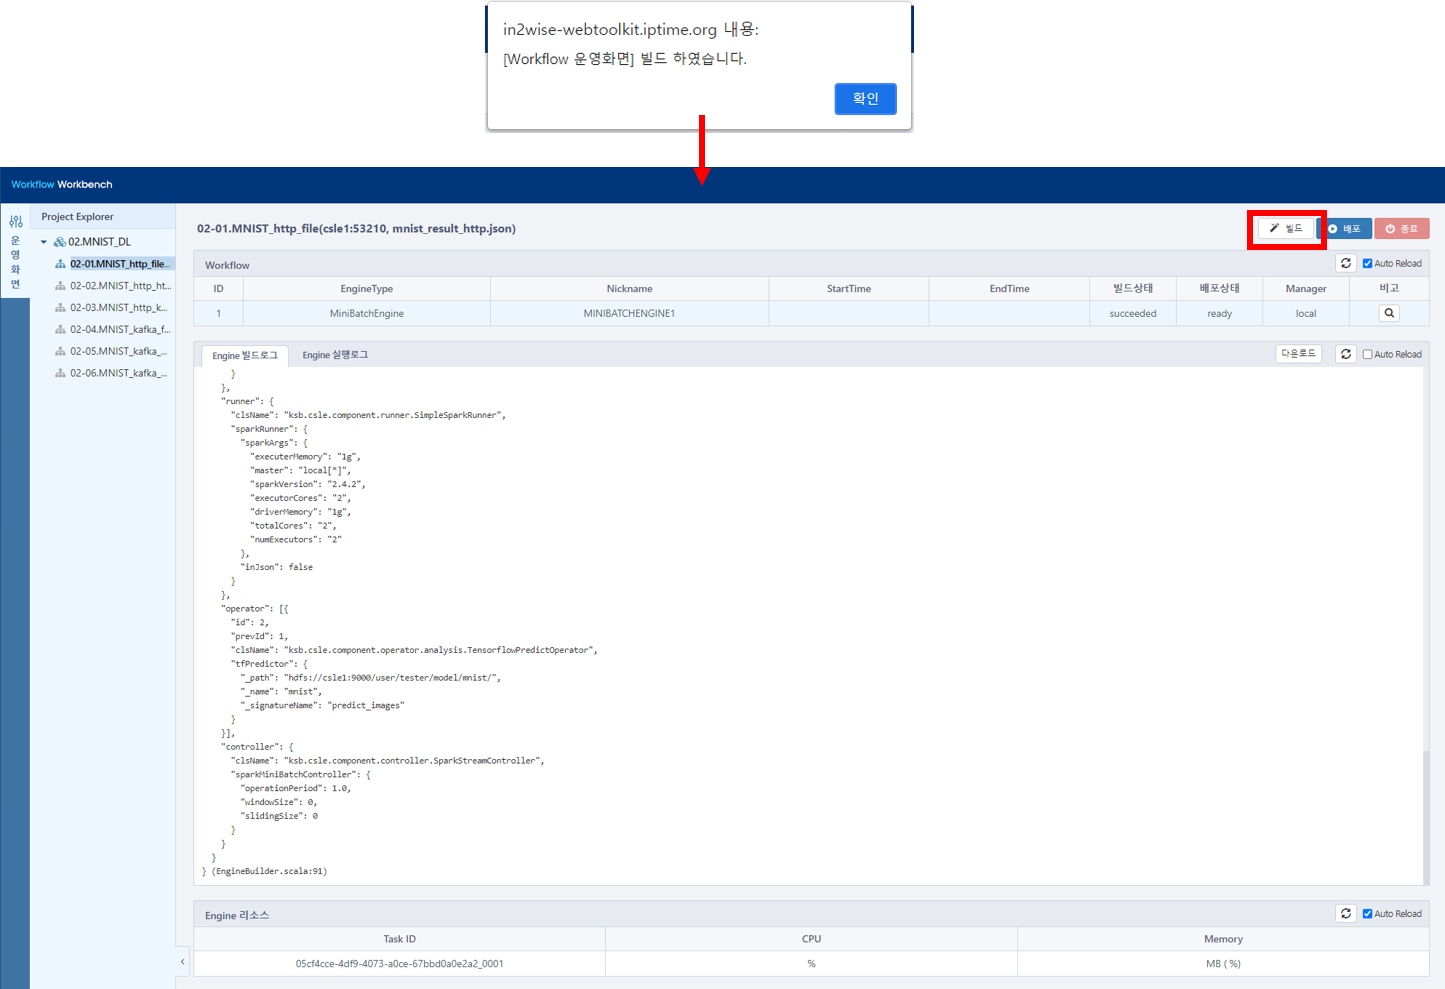 in2wise-webtoolkit.iptime.org 내용:
[Workflow 운영화면] 빌드 하였습니다.
확인
Workflow Workbench
운영화면
Project Explorer
02.MNIST_DL
02-01.MNIST_http_file...
02-02.MNIST_http_ht...
02-03.MNIST_http_k...
02-04.MNIST_kafka_f...
02-05.MNIST_kafka_...
02-06.MNIST_kafka_...
02-01.MNIST_http_file(csle1:53210, mnist_result_http.json)
빌드 배포 종료
Workflow Auto Reload
ID EngineType Nickname StartTime EndTime 빌드상태 배포상태 Manager 비고
1 MiniBatchEngine MINIBATCHENGINE1 succeeded ready local
Engine 빌드로그 Engine 실행로그 다운로드 Auto Reload
}
},
"runner": {
"clsName": "ksb.csle.component.runner.SimpleSparkRunner",
"sparkRunner": {
"sparkArgs": {
"executerMemory": "1g",
"master": "local[*]",
"sparkVersion": "2.4.2",
"executorCores": "2",
"driverMemory": "1g",
"totalCores": "2",
"numExecutors": "2"
},
"inJson": false
}
},
"operator": [{
"id": 2,
"prevId": 1,
"clsName": "ksb.csle.component.operator.analysis.TensorflowPredictOperator",
"tfPredictor": {
"_path": "hdfs://csle1:9000/user/tester/model/mnist/",
"_name": "mnist",
"_signatureName": "predict_images"
}
}],
"controller": {
"clsName": "ksb.csle.component.controller.SparkStreamController",
"sparkMiniBatchController": {
"operationPeriod": 1.0,
"windowSize": 0,
"slidingSize": 0
}
}
}
} (EngineBuilder.scala:91)
Engine 리소스 Auto Reload
Task ID CPU Memory
05cf4cce-4df9-4073-a0ce-67bbd0a0e2a2_0001 % MB ( %)